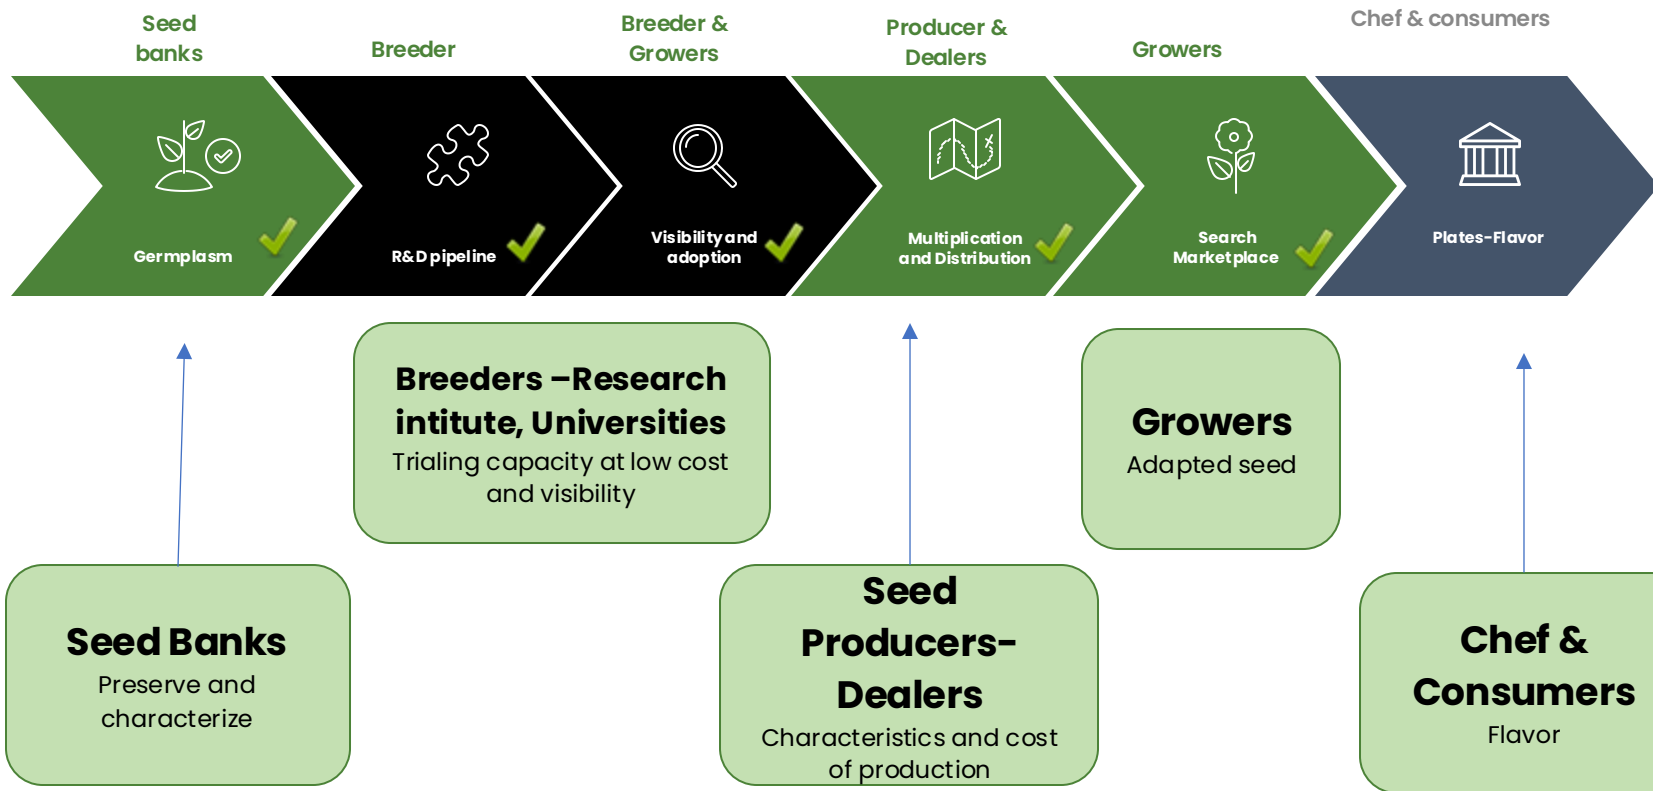 Seed
banks
Breeder
Breeder &
Growers
Producer &
Dealers
Growers
Chef & consumers
Germplasm
R&D pipeline
Visibility and
adoption
Multiplication
and Distribution
Search
Marketplace
Plates-Flavor
Breeders –Research
intitute, Universities
Trialing capacity at low cost
and visibility
Growers
Adapted seed
Seed Banks
Preserve and
characterize
Seed
Producers-
Dealers
Characteristics and cost
of production
Chef &
Consumers
Flavor